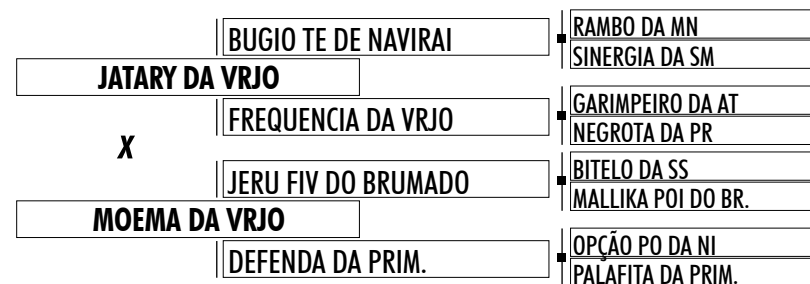 BUGIO TE DE NAVIRAI
RAMBO DA MN
SINERGIA DA SM
JATARY DA VRJO
FREQUENCIA DA VRJO
GARIMPEIRO DA AT
NEGROTA DA PR
X
JERU FIV DO BRUMADO
BITELO DA SS
MALLIKA POI DO BR.
MOEMA DA VRJO
DEFENDA DA PRIM.
OPÇÃO PO DA NI
PALAFITA DA PRIM.